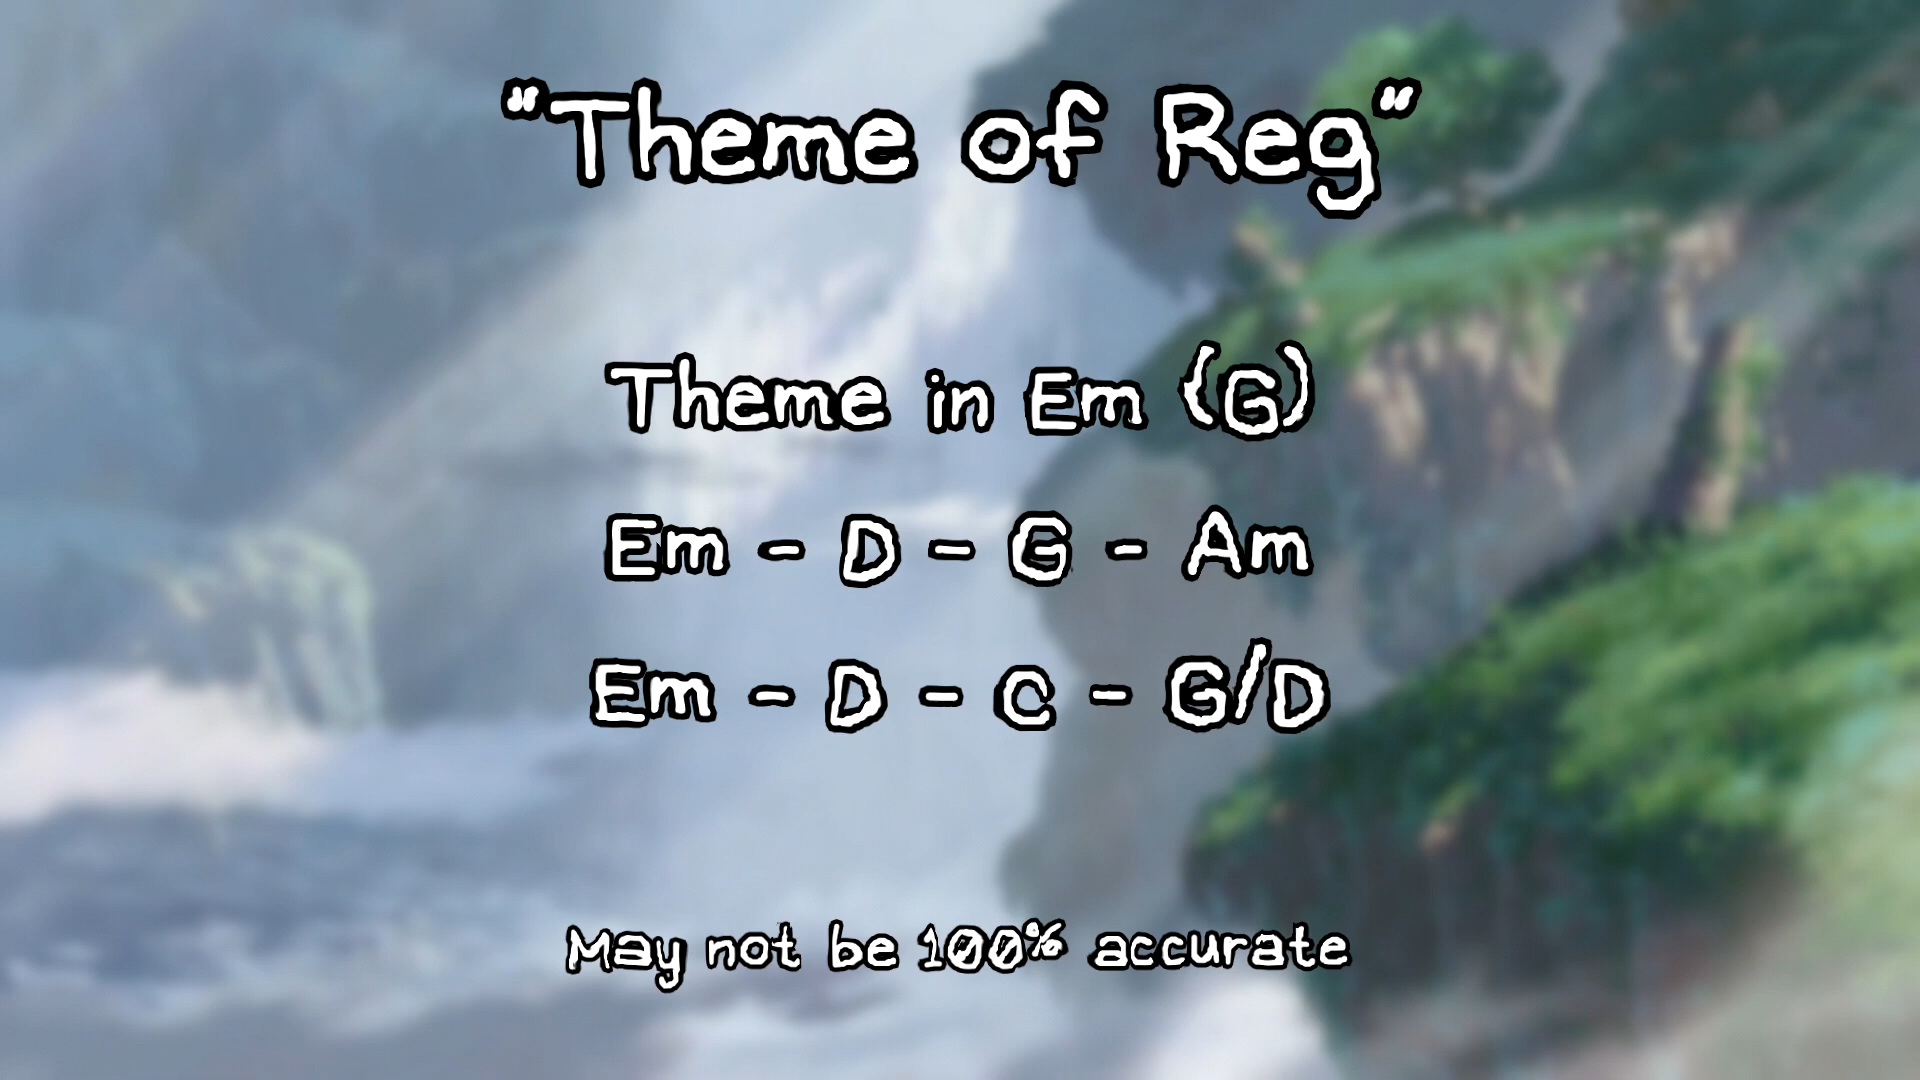 “Theme of Reg“
Theme in Em (G)
Em - D - G - Am
Em - D - C - G/D
May not be 100% accurate